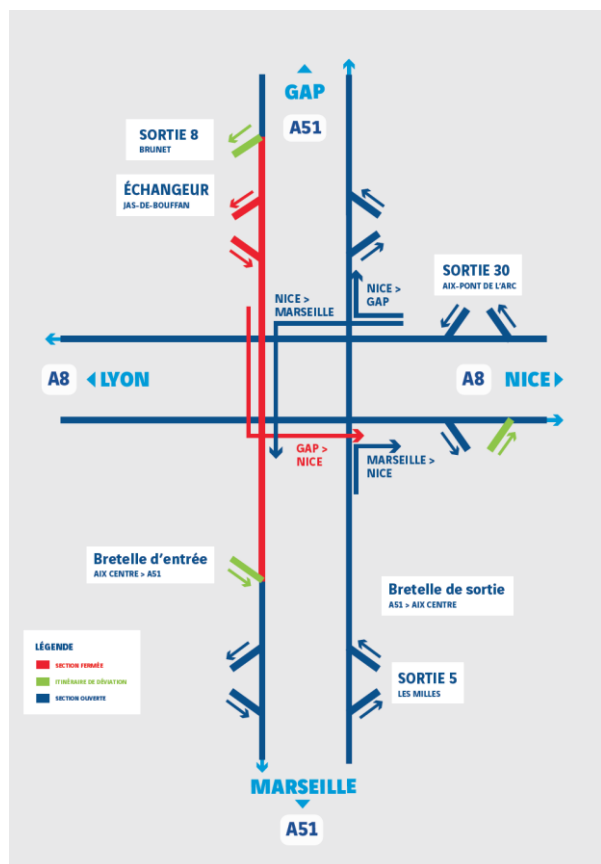 GAP
A51
SORTIE 8
BRUNET
ÉCHANGEUR
JAS-DE-BOUFFAN
SORTIE 30
AIX-PONT DE L'ARC
NICE >
MARSEILLE
NICE >
GAP
A8
LYON
A8
NICE
GAP >
NICE
MARSEILLE >
NICE
Bretelle d'entrée
AIX CENTRE > A51
Bretelle de sortie
A51 > AIX CENTRE
LÉGENDE
SECTION FERMÉE
ITINÉRAIRE DE DÉVIATION
SECTION OUVERTE
SORTIE 5
LES MILLES
MARSEILLE
A51